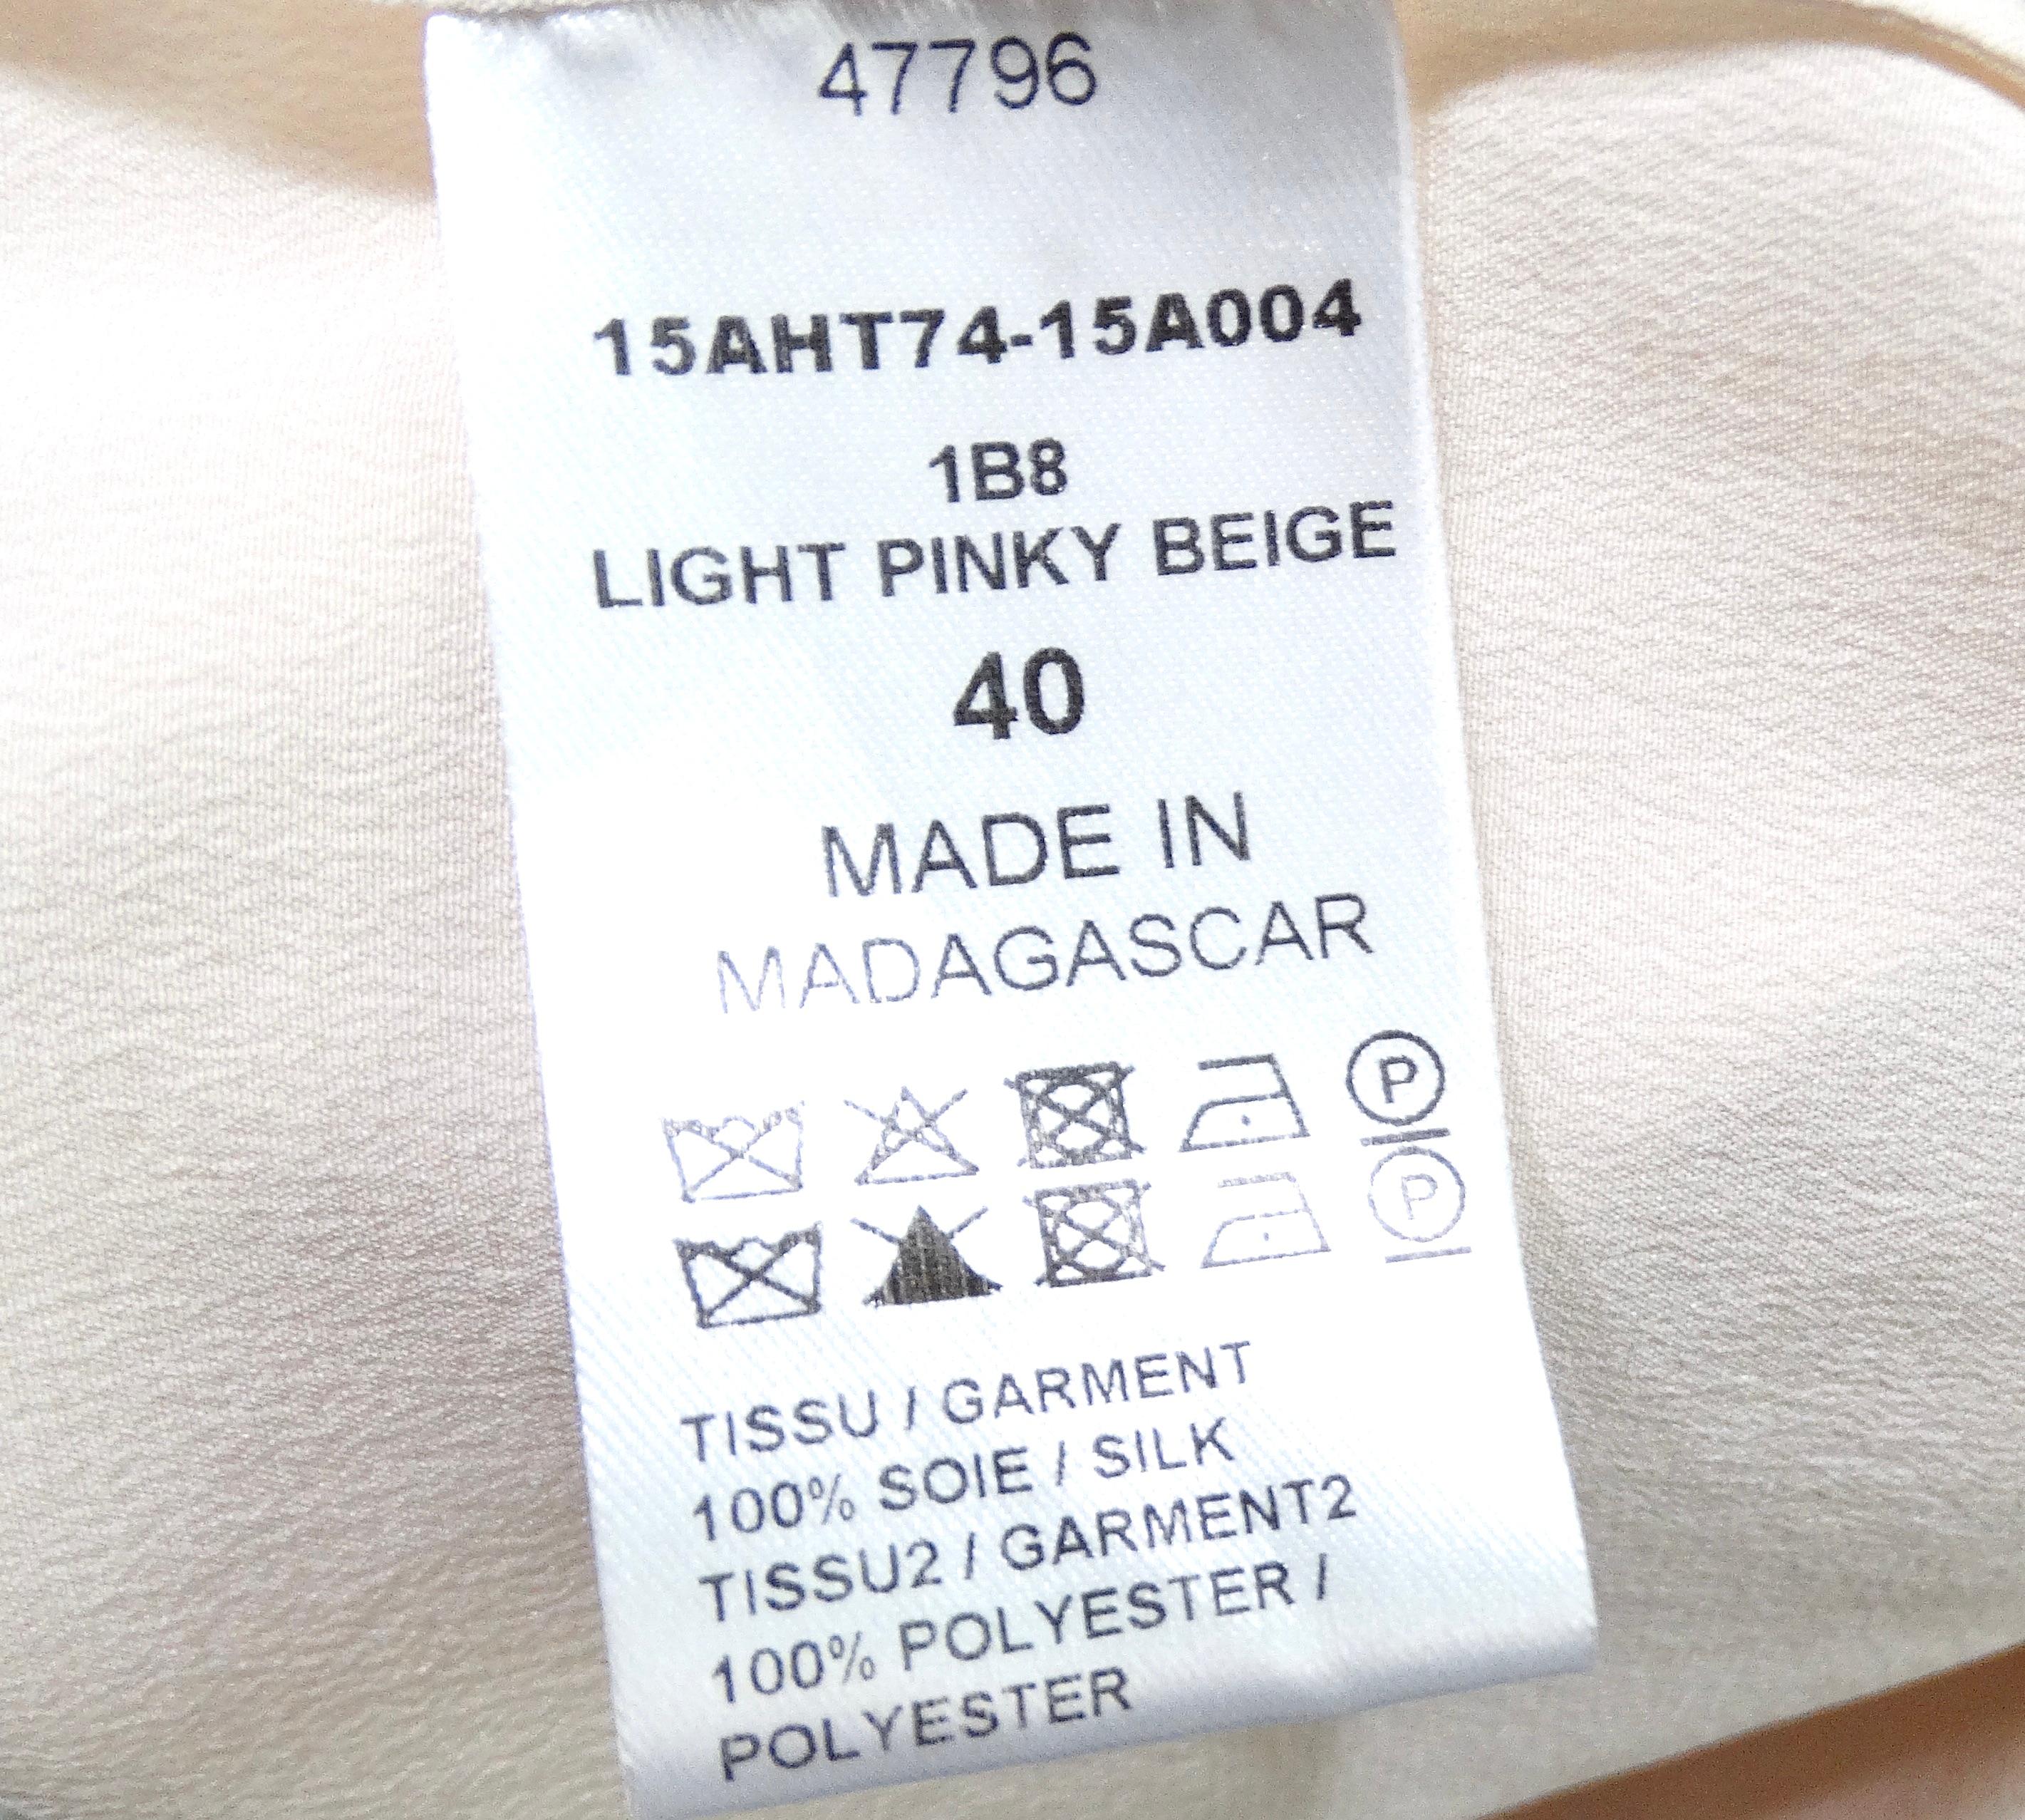 47796
15AHT74-15A004
1B8
LIGHT PINKY BEIGE
40
MADE IN
MADAGASCAR
P
P
TISSU / GARMENT
100% SOIE / SILK
TISSU2 / GARMENT2
100% POLYESTER /
POLYESTER